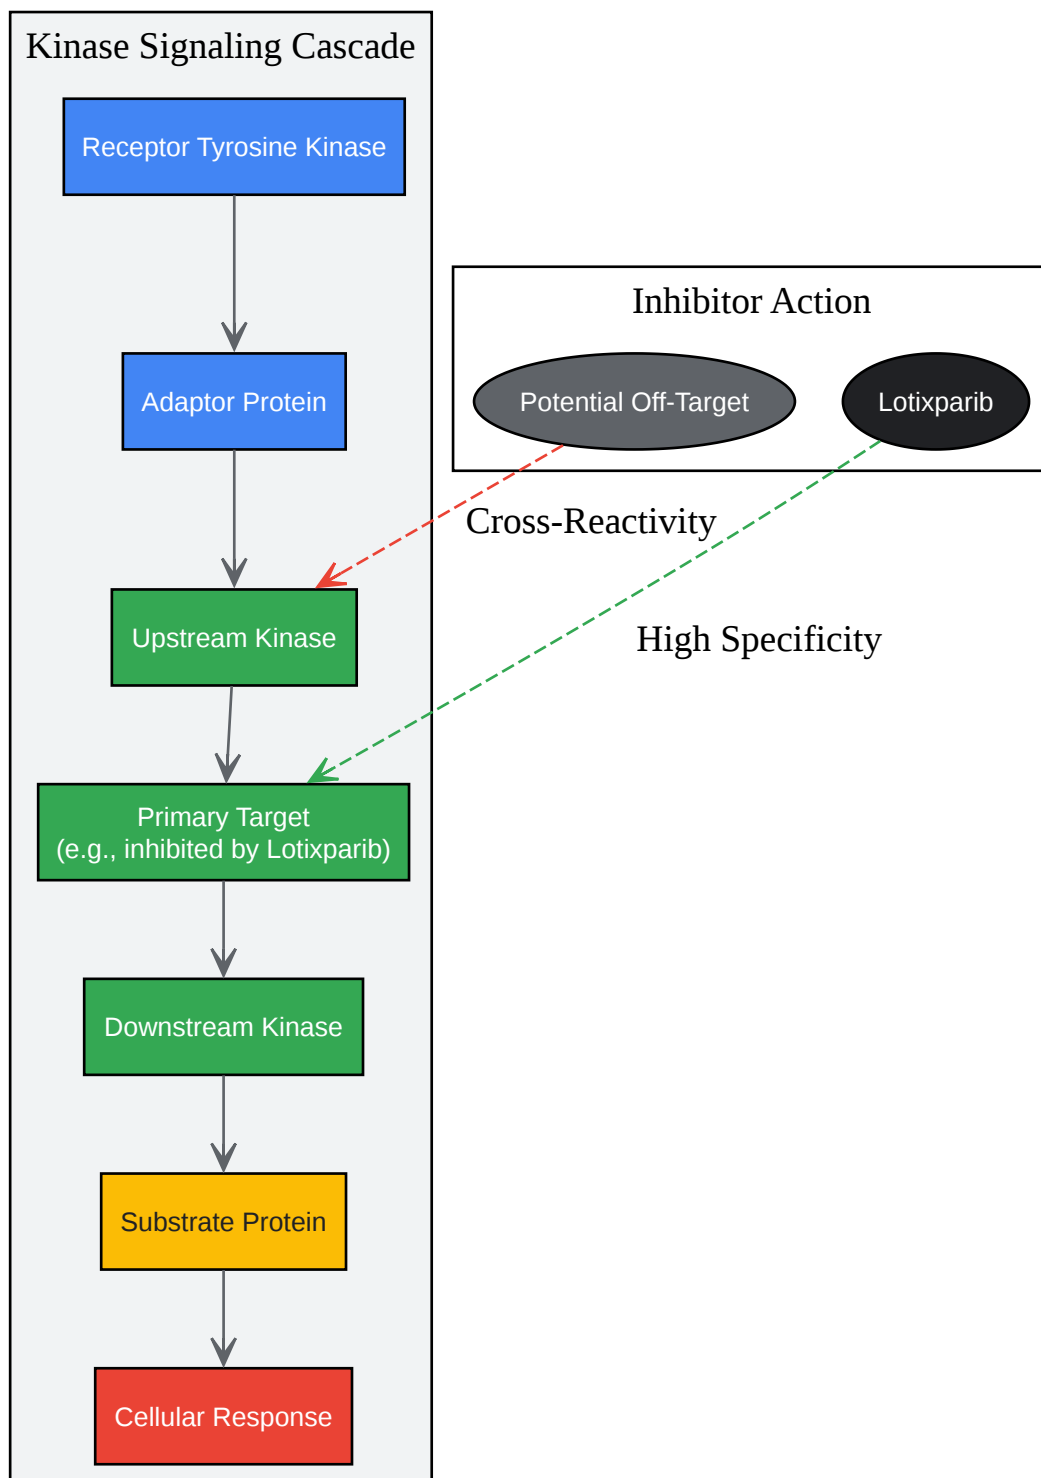 Kinase Signaling Cascade
Receptor Tyrosine Kinase
Inhibitor Action
Adaptor Protein
Potential Off-Target
Lotixparib
Cross-Reactivity
Upstream Kinase
High Specificity
Primary Target
(e.g., inhibited by Lotixparib)
Downstream Kinase
Substrate Protein
Cellular Response